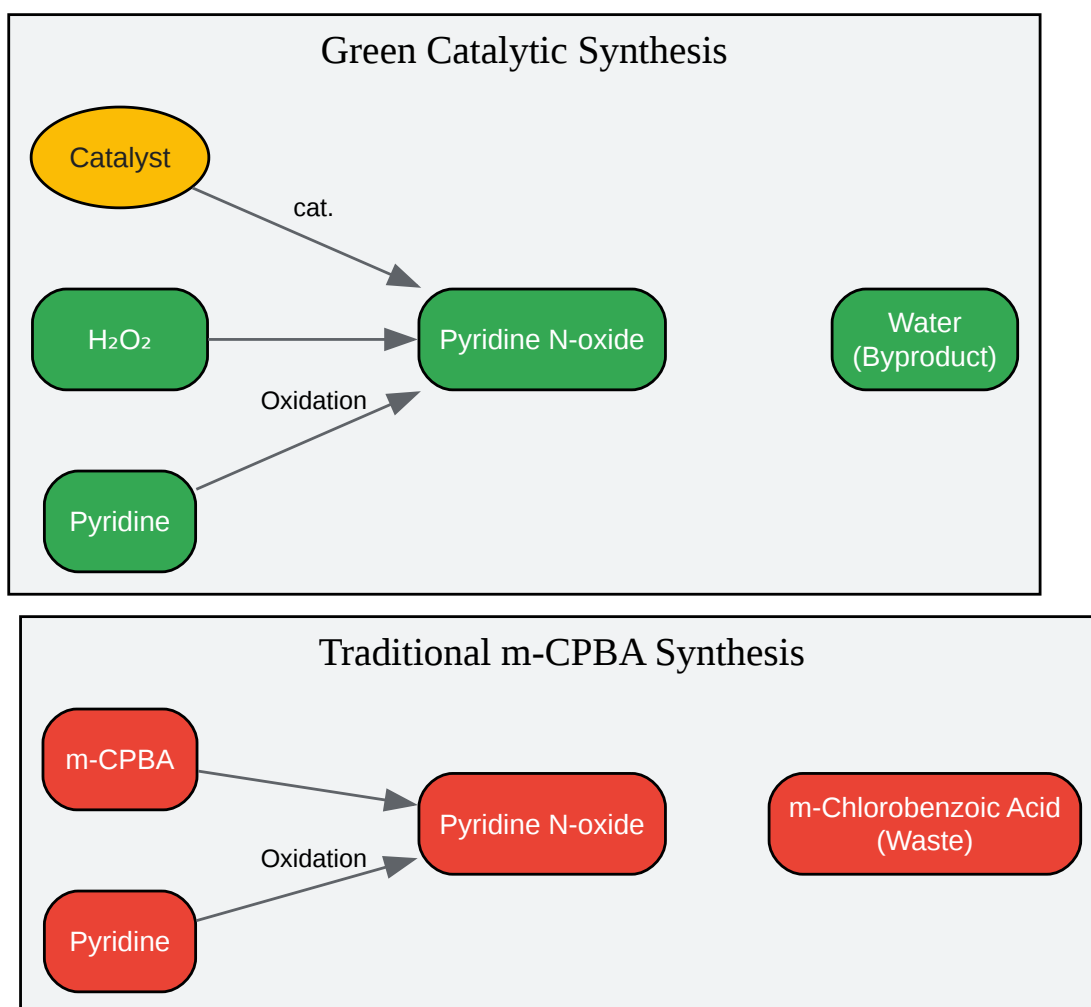 Green Catalytic Synthesis
Catalyst
cat.
H₂O₂
Pyridine N-oxide
Water
(Byproduct)
Oxidation
Pyridine
Traditional m-CPBA Synthesis
m-CPBA
Pyridine N-oxide
m-Chlorobenzoic Acid
(Waste)
Oxidation
Pyridine